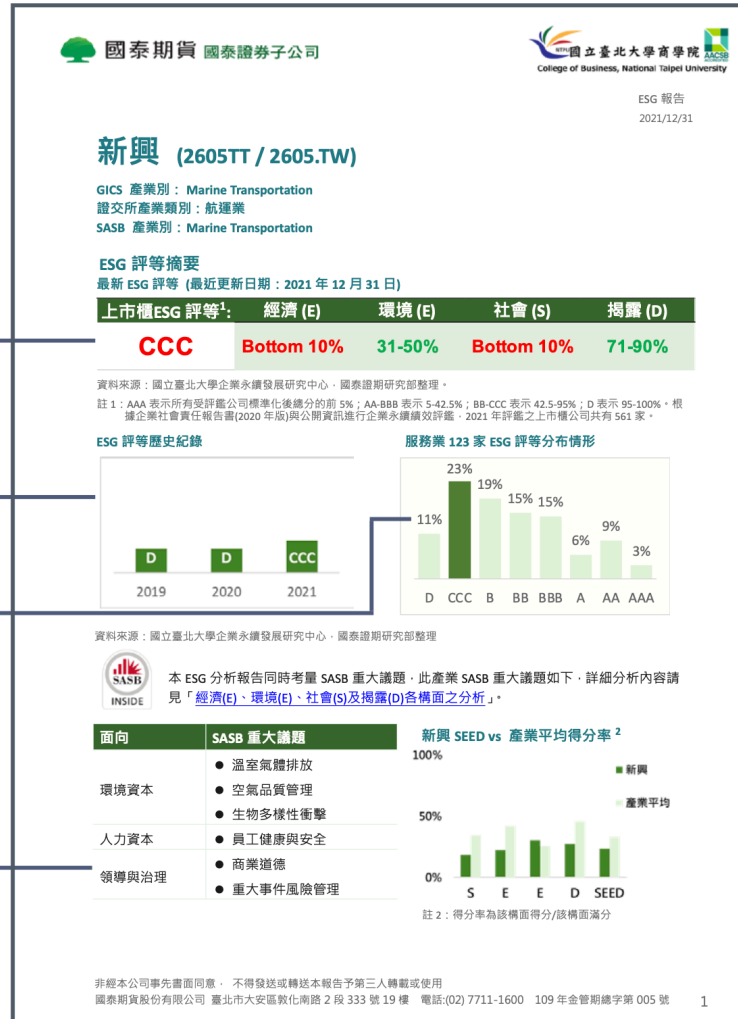 國泰期貨 國泰證券子公司
NTPU 國立臺北大學商學院 AACSB
ACCREDITED
College of Business, National Taipei University
ESG 報告
2021/12/31
新興 (2605TT / 2605.TW)
GICS 產業別： Marine Transportation
證交所產業類別：航運業
SASB 產業別：Marine Transportation
ESG 評等摘要
最新 ESG 評等 (最近更新日期：2021 年 12 月 31 日)
上市櫃ESG 評等1: 經濟 (E) 環境 (E) 社會 (S) 揭露 (D)
CCC Bottom 10% 31-50% Bottom 10% 71-90%
資料來源：國立臺北大學企業永續發展研究中心，國泰證期研究部整理。
註 1：AAA 表示所有受評鑑公司標準化後總分的前 5%；AA-BBB 表示 5-42.5%；BB-CCC 表示 42.5-95%；D 表示 95-100%。根
據企業社會責任報告書(2020 年版)與公開資訊進行企業永續績效評鑑，2021 年評鑑之上市櫃公司共有 561 家。
ESG 評等歷史紀錄 服務業 123 家 ESG 評等分布情形
D D CCC
2019 2020 2021
11% 23% 19% 15% 15% 6% 9% 3%
D CCC B BB BBB A AA AAA
資料來源：國立臺北大學企業永續發展研究中心，國泰證期研究部整理
SASB
INSIDE
本 ESG 分析報告同時考量 SASB 重大議題，此產業 SASB 重大議題如下，詳細分析內容請
見「經濟(E)、環境(E)、社會(S)及揭露(D)各構面之分析」。
面向 SASB 重大議題
環境資本
● 溫室氣體排放
● 空氣品質管理
● 生物多樣性衝擊
人力資本 ● 員工健康與安全
領導與治理
● 商業道德
● 重大事件風險管理
新興 SEED vs 產業平均得分率 2
100%
50%
0%
新興
產業平均
S E E D SEED
註 2：得分率為該構面得分/該構面滿分
非經本公司事先書面同意， 不得發送或轉送本報告予第三人轉載或使用
國泰期貨股份有限公司 臺北市大安區敦化南路 2 段 333 號 19 樓 電話:(02) 7711-1600 109 年金管期總字第 005 號 1